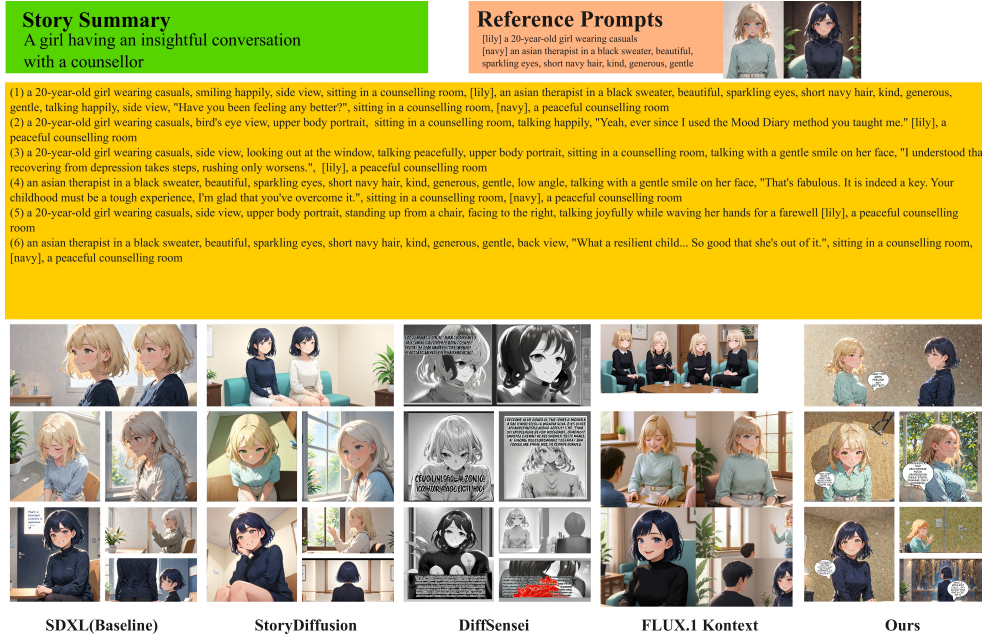 Story Summary
A girl having an insightful conversation
with a counsellor
Reference Prompts
[lily] a 20-year-old girl wearing casuals
[navy] an asian therapist in a black sweater, beautiful,
sparkling eyes, short navy hair, kind, generous, gentle
(1) a 20-year-old girl wearing casuals, smiling happily, side view, sitting in a counselling room, [lily], an asian therapist in a black sweater, beautiful, sparkling eyes, short navy hair, kind, generous,
gentle, talking happily, side view, "Have you been feeling any better?", sitting in a counselling room, [navy], a peaceful counselling room
(2) a 20-year-old girl wearing casuals, bird's eye view, upper body portrait, sitting in a counselling room, talking happily, "Yeah, ever since I used the Mood Diary method you taught me." [lily], a
peaceful counselling room
(3) a 20-year-old girl wearing casuals, side view, looking out at the window, talking peacefully, upper body portrait, sitting in a counselling room, talking with a gentle smile on her face, "I understood tha
recovering from depression takes steps, rushing only worsens.", [lily], a peaceful counselling room
(4) an asian therapist in a black sweater, beautiful, sparkling eyes, short navy hair, kind, generous, gentle, low angle, talking with a gentle smile on her face, "That's fabulous. It is indeed a key. Your
childhood must be a tough experience, I'm glad that you've overcome it.", sitting in a counselling room, [navy], a peaceful counselling room
(5) a 20-year-old girl wearing casuals, side view, upper body portrait, standing up from a chair, facing to the right, talking joyfully while waving her hands for a farewell [lily], a peaceful counselling
room
(6) an asian therapist in a black sweater, beautiful, sparkling eyes, short navy hair, kind, generous, gentle, back view, "What a resilient child... So good that she's out of it.", sitting in a counselling room,
[navy], a peaceful counselling room
SDXL(Baseline)
StoryDiffusion
DiffSensei
FLUX.1 Kontext
Ours